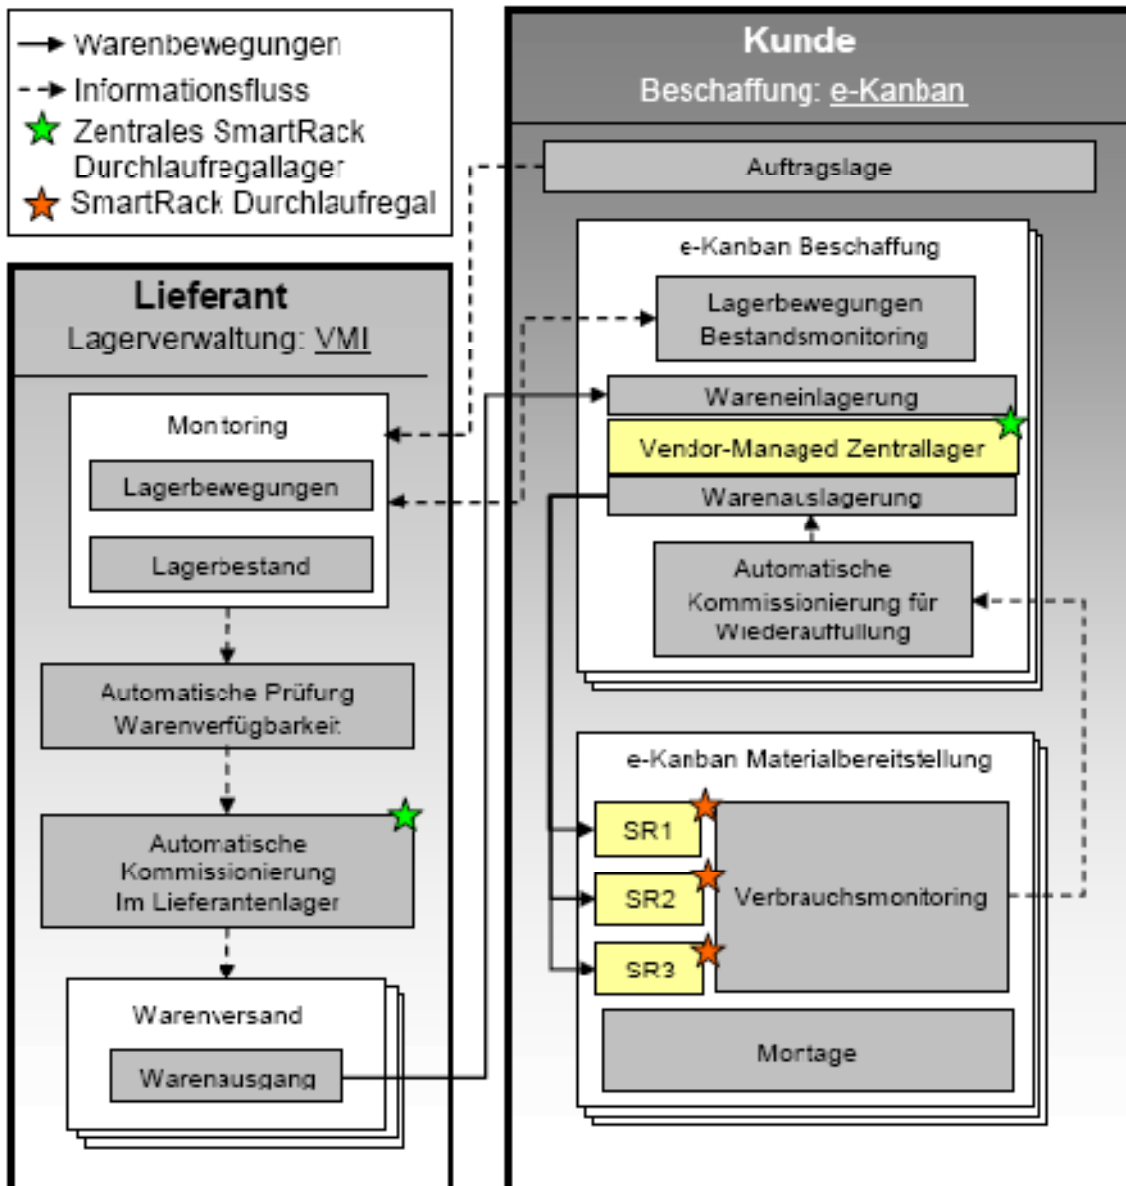 Warenbewegungen
Informationsfluss
Zentrales SmartRack
Durchlaufregallager
SmartRack Durchlaufregal
Lieferant
Lagerverwaltung: VMI
Monitoring
Lagerbewegungen
Lagerbestand
Automatische Prüfung
Warenverfügbarkeit
Automatische
Kommissionierung
Im Lieferantenlager
Warenversand
Warenausgang
Kunde
Beschaffung: e-Kanban
Auftragslage
e-Kanban Beschaffung
Lagerbewegungen
Bestandsmonitoring
Wareneinlagerung
Vendor-Managed Zentrallager
Warenauslagerung
Automatische
Kommissionierung für
Wiederauffüllung
e-Kanban Materialbereitstellung
SR1
SR2
SR3
Verbrauchsmonitoring
Montage